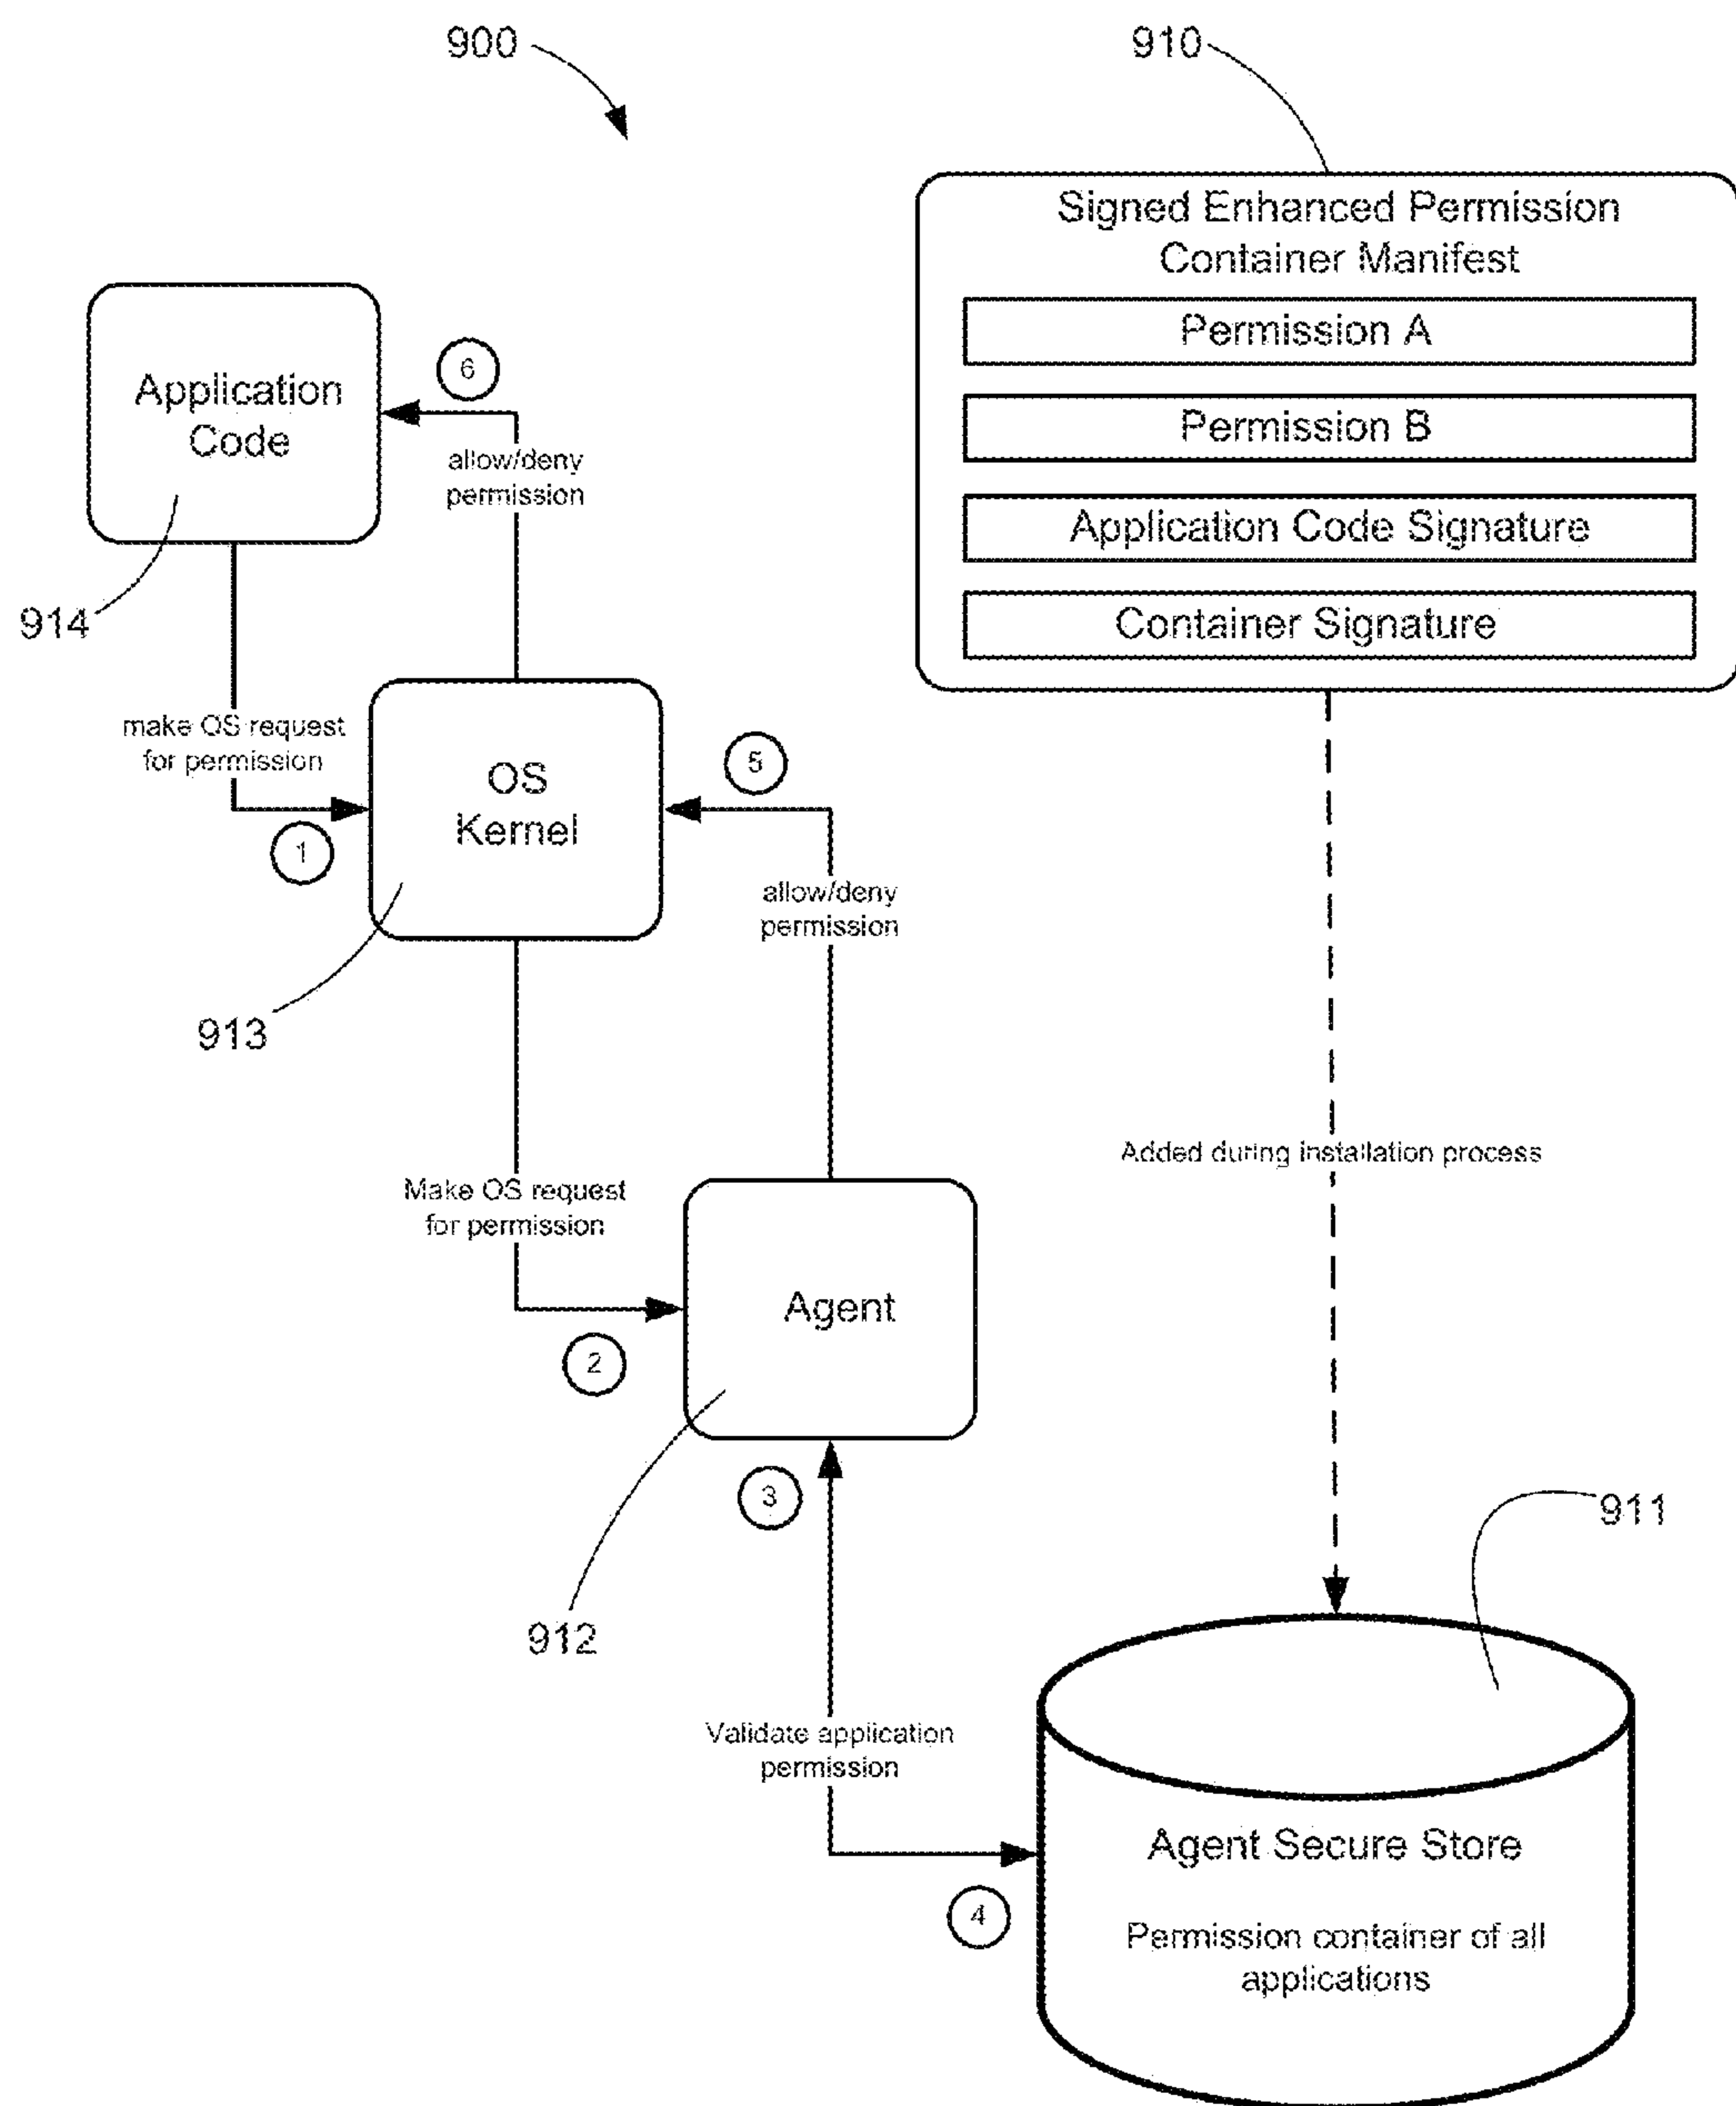 900
910
Signed Enhanced Permission
Container Manifest
Permission A
Permission B
Application Code Signature
Container Signature
Application
Code
6
allow/deny
permission
914
make OS request
for permission
1
OS
Kernel
5
allow/deny
permission
913
Added during installation process
Make OS request
for permission
2
Agent
3
912
911
Validate application
permission
4
Agent Secure Store
Permission container of all
applications